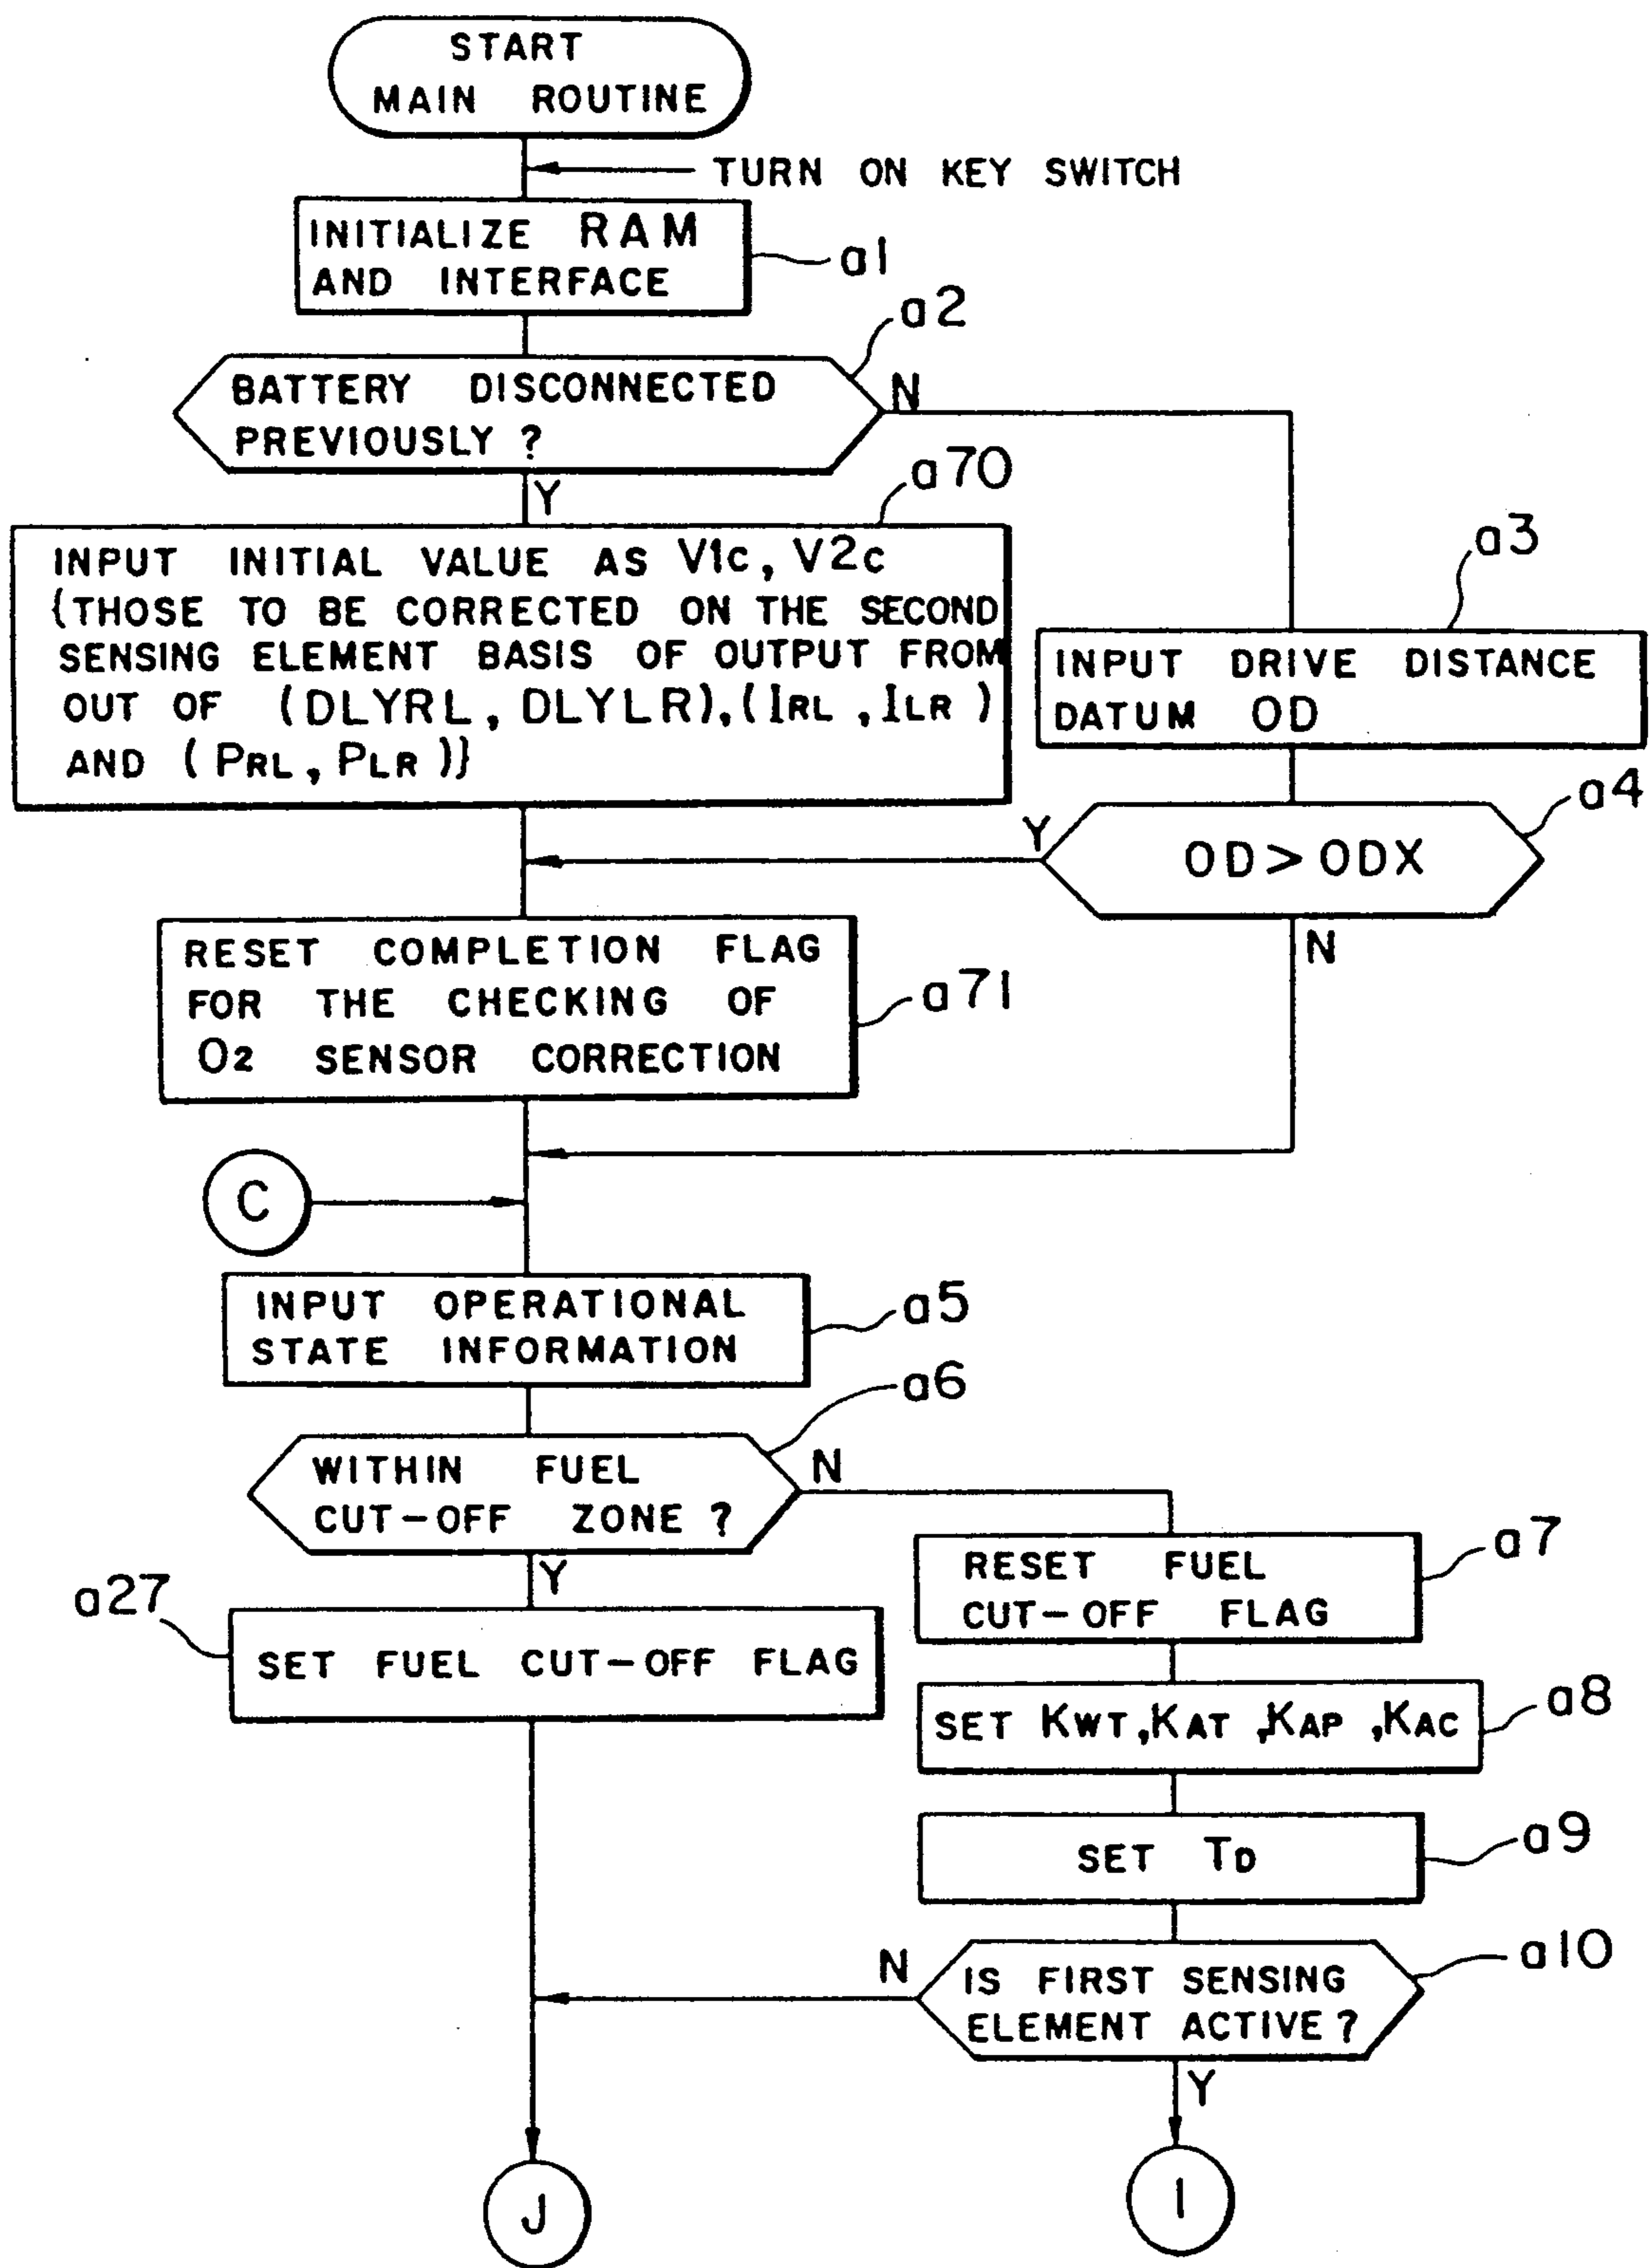 START
MAIN ROUTINE
TURN ON KEY SWITCH
INITIALIZE RAM
AND INTERFACE
a1
a2
BATTERY DISCONNECTED
PREVIOUSLY ?
N
Y
a70
INPUT INITIAL VALUE AS V1c, V2c
{THOSE TO BE CORRECTED ON THE SECOND
SENSING ELEMENT BASIS OF OUTPUT FROM
OUT OF (DLYRL, DLYLR), (IRL, ILR)
AND (PRL, PLR)}
a3
INPUT DRIVE DISTANCE
DATUM OD
a4
OD > ODX
Y
N
RESET COMPLETION FLAG
FOR THE CHECKING OF
O2 SENSOR CORRECTION
a71
C
INPUT OPERATIONAL
STATE INFORMATION
a5
a6
WITHIN FUEL
CUT-OFF ZONE ?
N
Y
a27
SET FUEL CUT-OFF FLAG
RESET FUEL
CUT-OFF FLAG
a7
SET KWT, KAT, KAP, KAC
a8
SET TD
a9
a10
IS FIRST SENSING
ELEMENT ACTIVE ?
N
Y
J
I